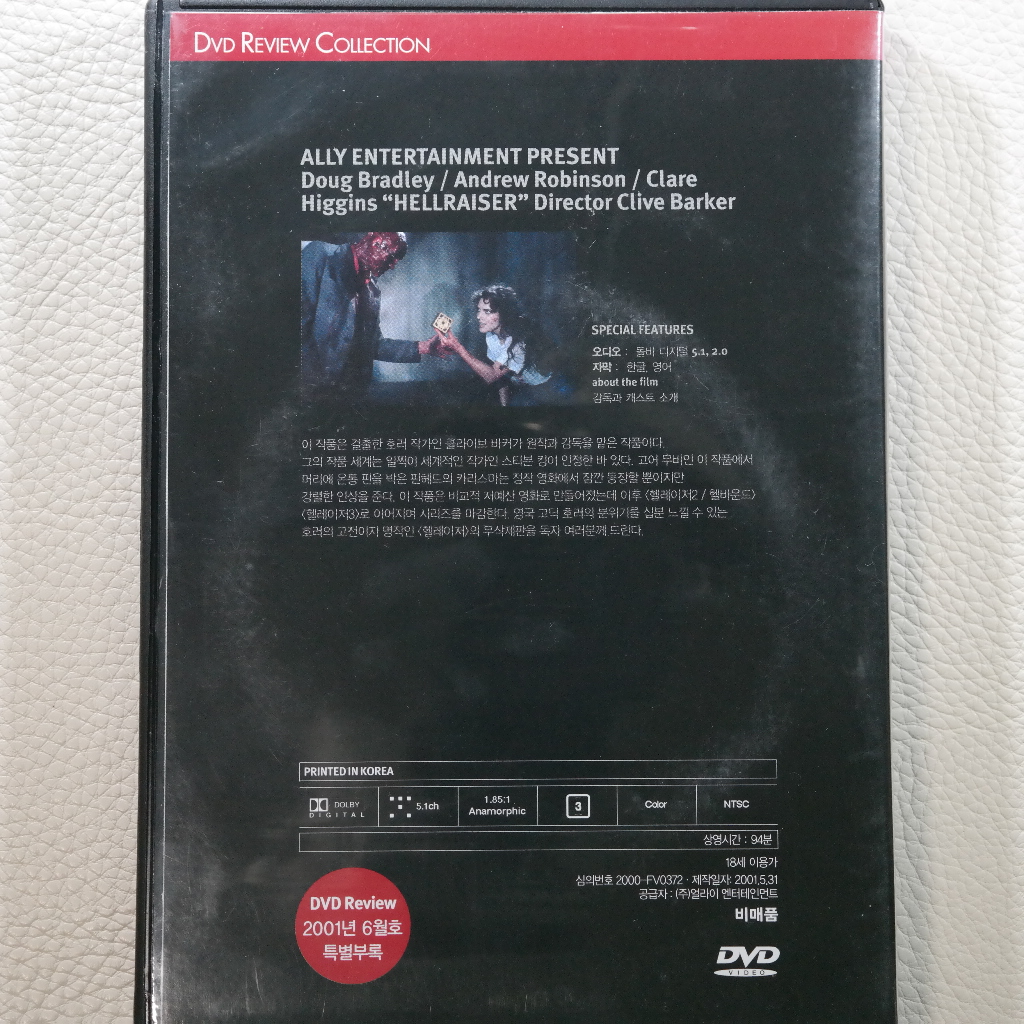 DVD REVIEW COLLECTION
ALLY ENTERTAINMENT PRESENT
Doug Bradley / Andrew Robinson / Clare
Higgins “HELLRAISER” Director Clive Barker
SPECIAL FEATURES
오디오 : 돌비 디지털 5.1, 2.0
자막 : 한글, 영어
about the film
감독과 캐스트 소개
이 작품은 걸출한 호러 작가인 클라이브 바커가 원작과 감독을 맡은 작품이다.
그의 작품 세계는 일찍이 세계적인 작가인 스티븐 킹이 인정한 바 있다. 고어 무비인 이 작품에서
머리에 온통 핀을 박은 핀헤드의 카리스마는 정작 영화에서 잠깐 등장할 뿐이지만
강렬한 인상을 준다. 이 작품은 비교적 저예산 영화로 만들어졌는데 이후 〈헬레이저2 / 헬바운드〉
〈헬레이저3〉로 이어지며 시리즈를 마감한다. 영국 고딕 호러의 분위기를 십분 느낄 수 있는
호러의 고전이자 명작인 〈헬레이저〉의 무삭제판을 독자 여러분께 드린다.
PRINTED IN KOREA
DOLBY DIGITAL
5.1ch
1.85:1
Anamorphic
3
Color
NTSC
상영시간 : 94분
18세 이용가
심의번호 2000-FV0372 · 제작일자: 2001.5.31
공급자 : (주)얼라이 엔터테인먼트
비매품
DVD Review
2001년 6월호
특별부록
DVD
VIDEO